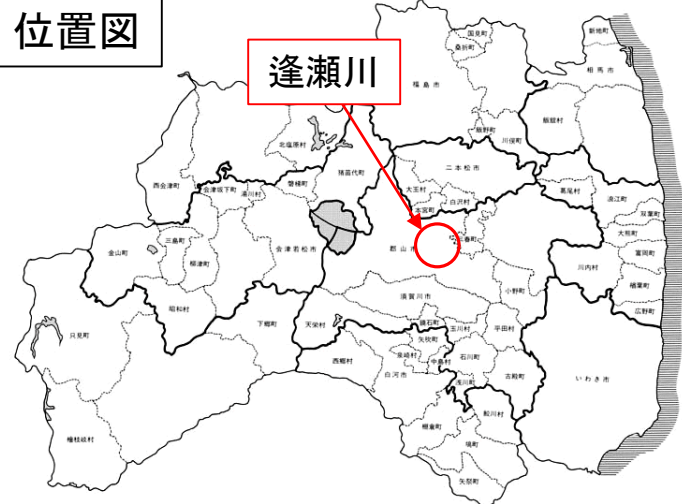 位置図
逢瀬川
新地町
国見町
桑折町
相馬市
福島市
飯舘村
飯野町
川俣町
北塩原村
猪苗代町
二本松市
西会津町
会津坂下町
湯川村
磐梯町
大玉村
白沢村
本宮町
葛尾村
浪江町
双葉町
大熊町
富岡町
楢葉町
広野町
川内村
三島町
金山町
柳津町
会津若松市
郡山市
三春町
小野町
昭和村
只見町
下郷町
天栄村
須賀川市
鏡石町
玉川村
平田村
矢吹町
西郷村
泉崎村
中島村
石川町
白河市
浅川町
古殿町
いわき市
鮫川村
棚倉町
塙町
檜枝岐村
矢祭町